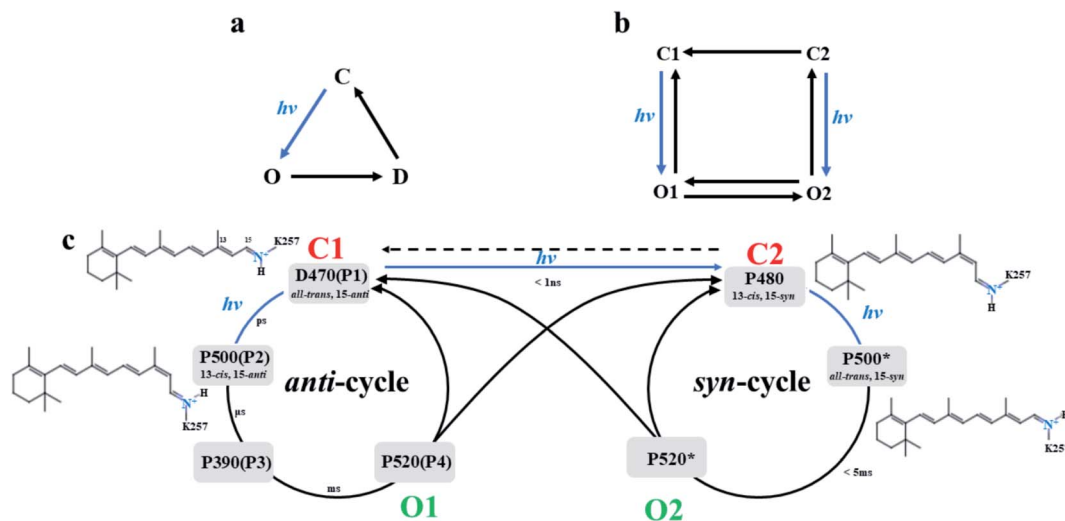 a
C
hν
O
D
b
C1
C2
hν
hν
O1
O2
c
13
15
K257
N+
H
C1
D470(P1)
all-trans, 15-anti
hν
< 1ns
C2
P480
13-cis, 15-syn
K257
N+
H
hν
ps
hν
P500(P2)
13-cis, 15-anti
H
N+
K257
anti-cycle
syn-cycle
P500*
all-trans, 15-syn
N+
µs
P390(P3)
ms
P520(P4)
O1
P520*
O2
< 5ms